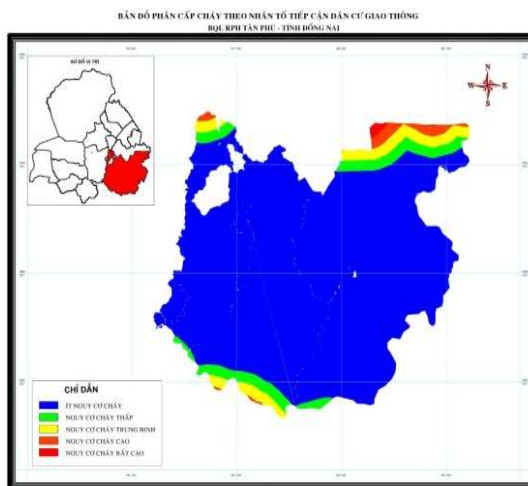 BẢN ĐỒ PHÂN CẤP CHÁY THEO NHÂN TỐ TIẾP CẬN DÂN CƯ GIAO THÔNG
BQL RPH TÂN PHÚ - TỈNH ĐỒNG NAI
SƠ ĐỒ VỊ TRÍ
N
W E
S
CHỈ DẪN
ÍT NGUY CƠ CHÁY
NGUY CƠ CHÁY THẤP
NGUY CƠ CHÁY TRUNG BÌNH
NGUY CƠ CHÁY CAO
NGUY CƠ CHÁY RẤT CAO